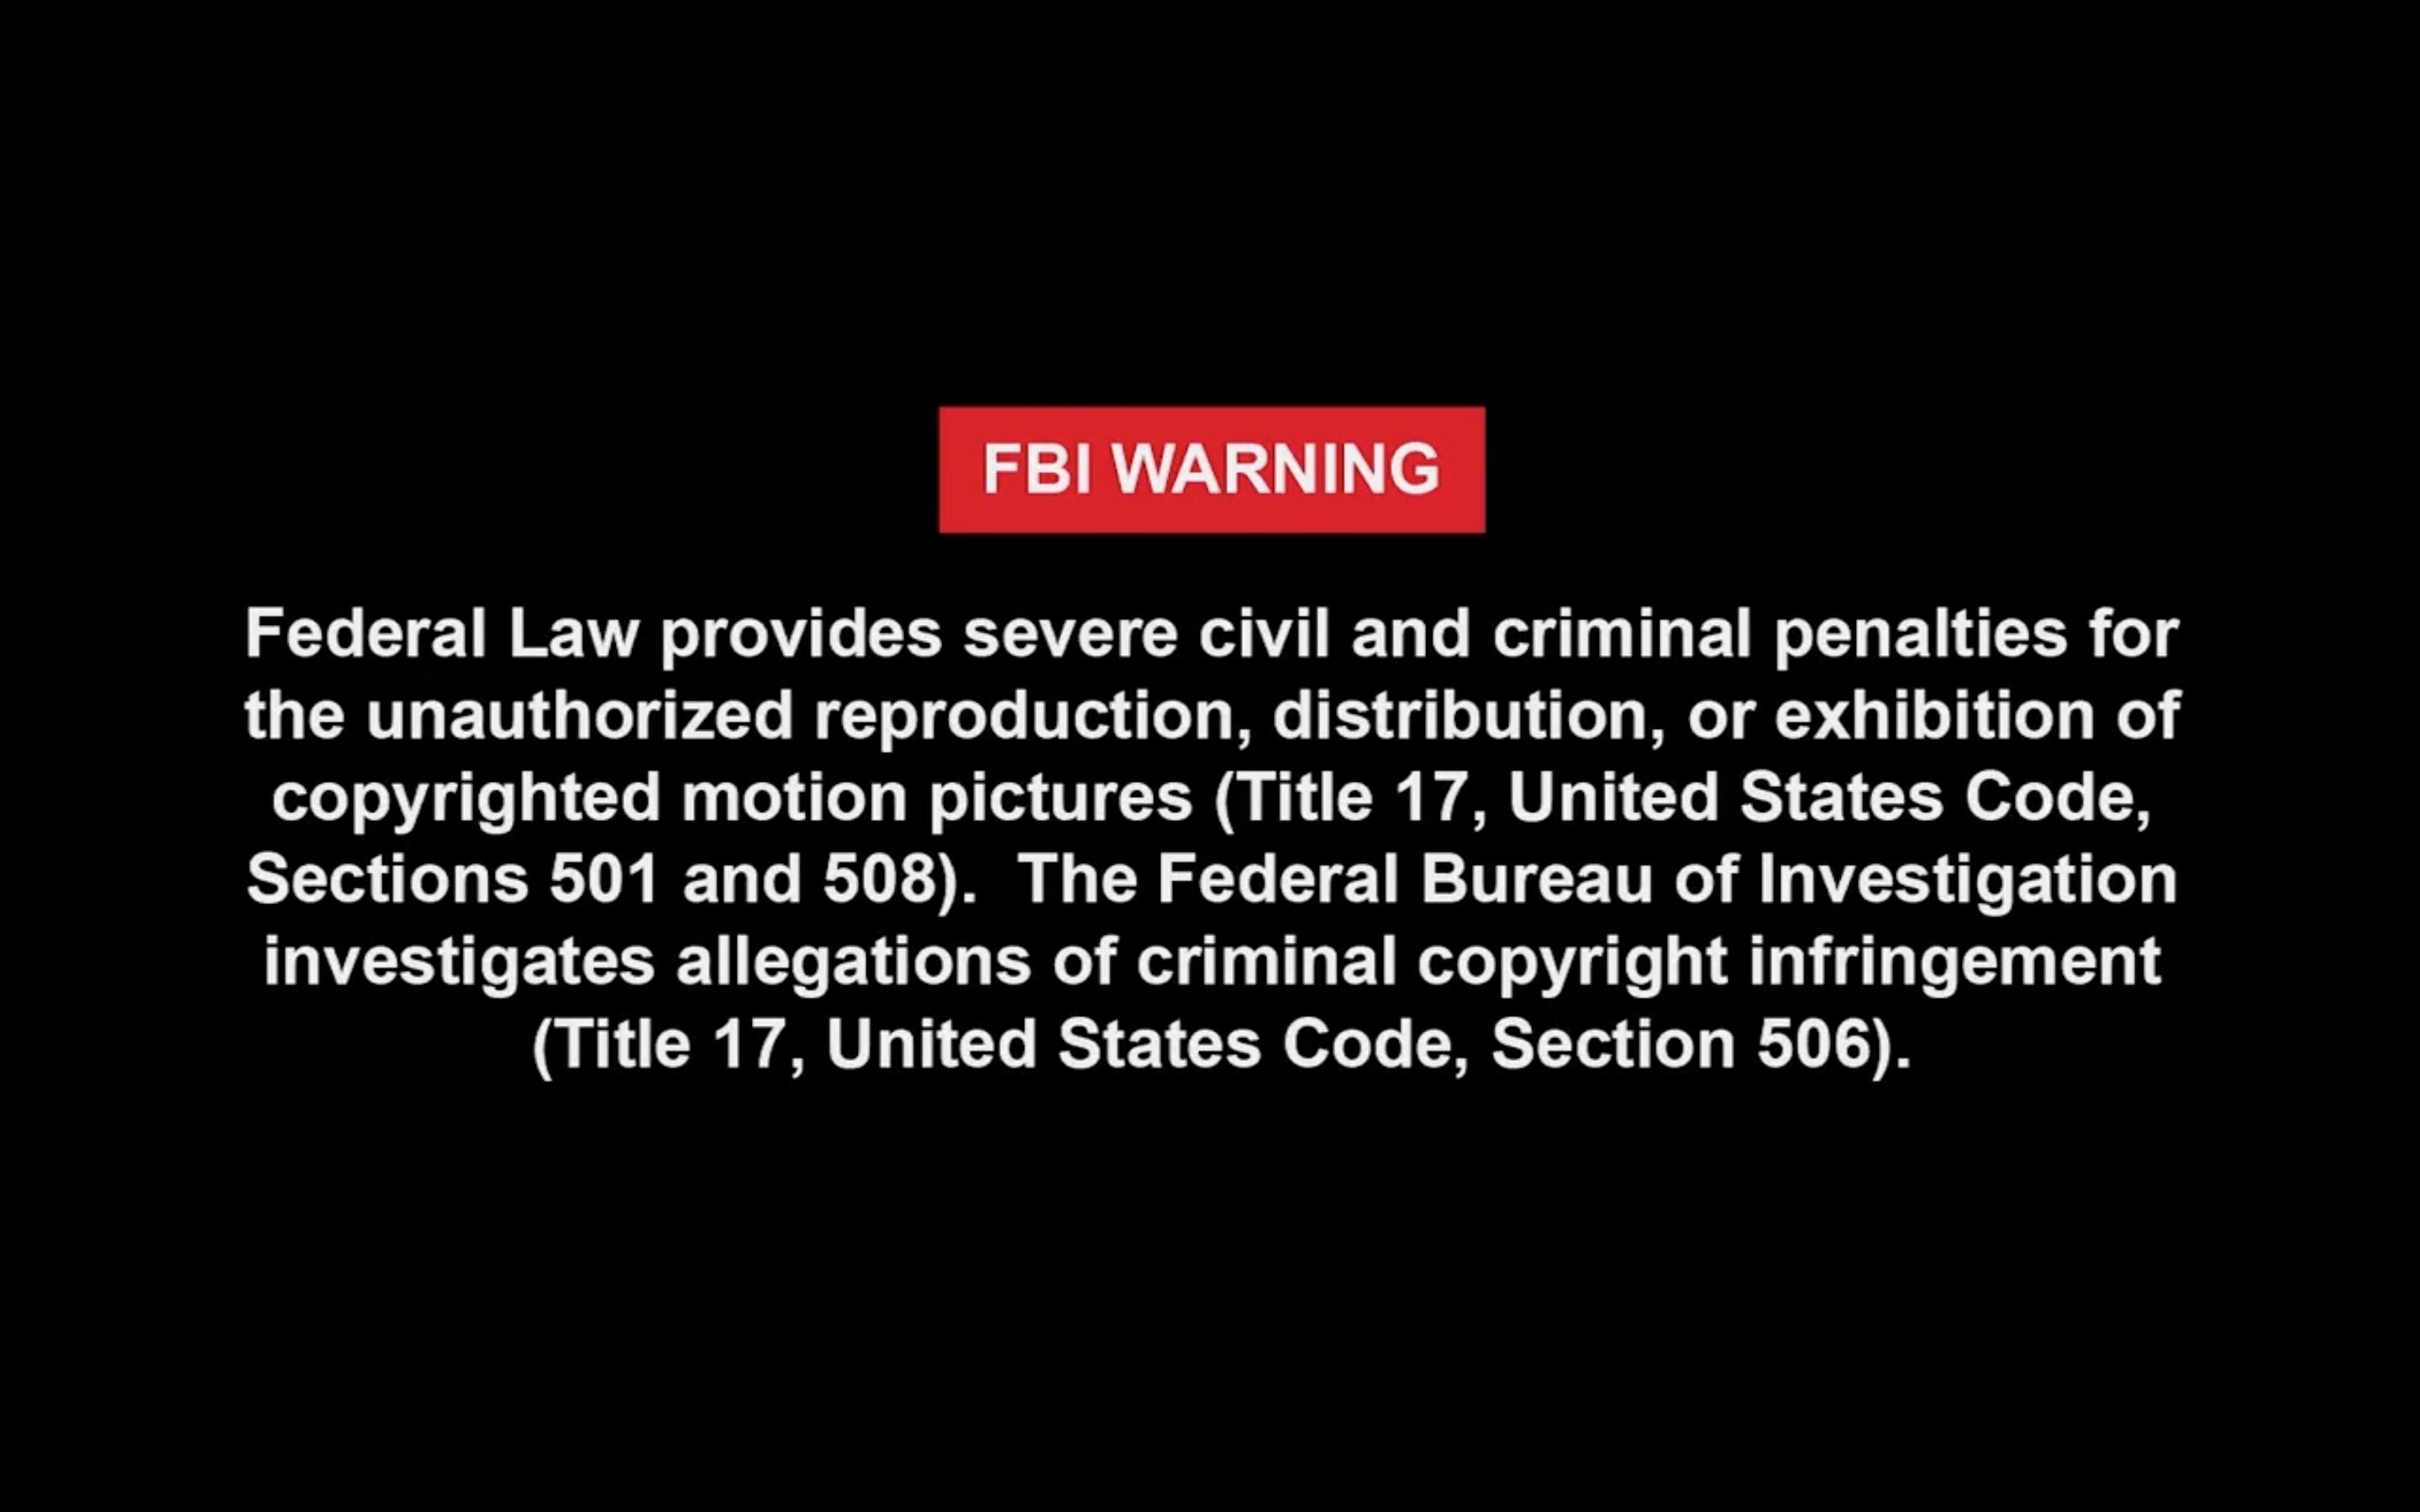 FBI WARNING
Federal Law provides severe civil and criminal penalties for
the unauthorized reproduction, distribution, or exhibition of
copyrighted motion pictures (Title 17, United States Code,
Sections 501 and 508).  The Federal Bureau of Investigation
investigates allegations of criminal copyright infringement
(Title 17, United States Code, Section 506).